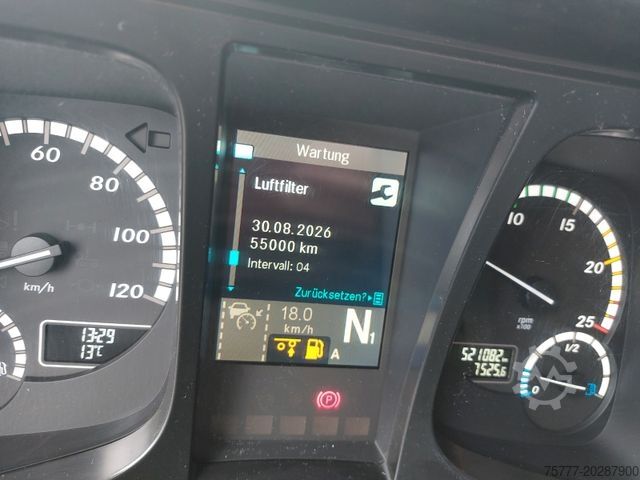 Wartung
Luftfilter
30.08.2026
55000 km
Intervall: 04
Zurücksetzen?
18.0
km/h
N1
A
60
80
100
120
km/h
13:29
13°C
10
15
20
25
rpm
x100
521082
7525.6
1/2
0
P
75777-20287900